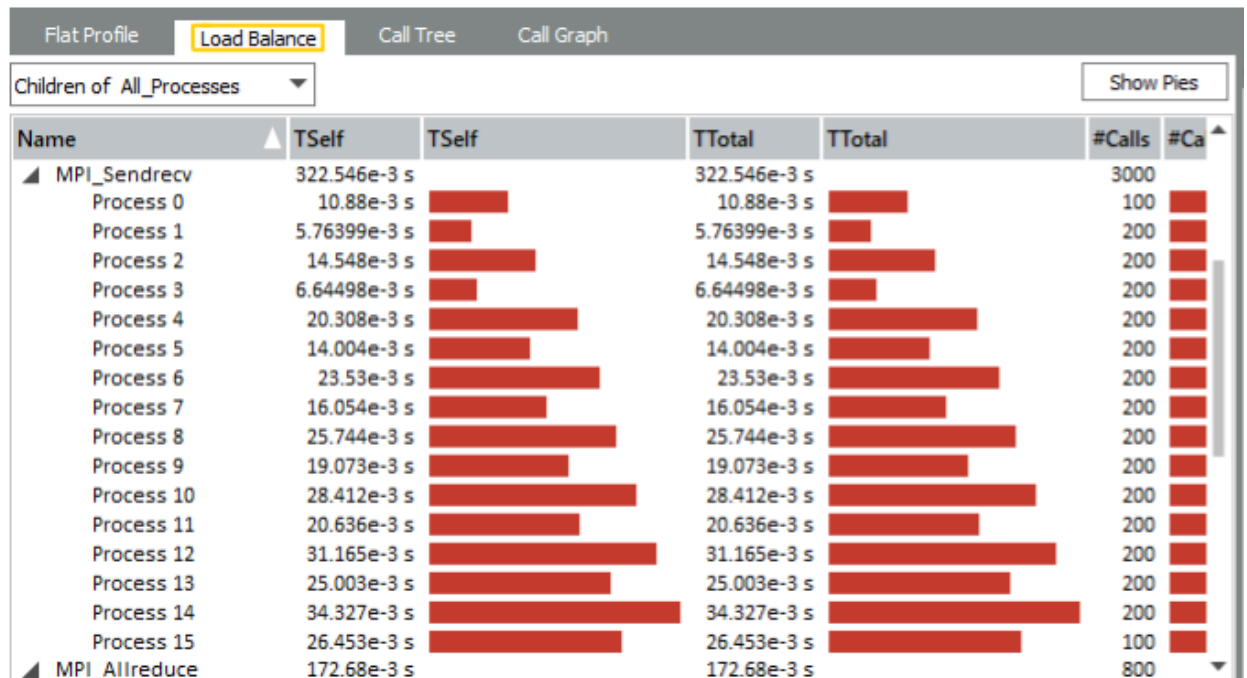 Flat Profile Load Balance Call Tree Call Graph
Children of All_Processes Show Pies
Name TSelf TSelf TTotal TTotal #Calls #Ca
MPI_Sendrecv 322.546e-3 s 322.546e-3 s 3000
Process 0 10.88e-3 s 10.88e-3 s 100
Process 1 5.76399e-3 s 5.76399e-3 s 200
Process 2 14.548e-3 s 14.548e-3 s 200
Process 3 6.64498e-3 s 6.64498e-3 s 200
Process 4 20.308e-3 s 20.308e-3 s 200
Process 5 14.004e-3 s 14.004e-3 s 200
Process 6 23.53e-3 s 23.53e-3 s 200
Process 7 16.054e-3 s 16.054e-3 s 200
Process 8 25.744e-3 s 25.744e-3 s 200
Process 9 19.073e-3 s 19.073e-3 s 200
Process 10 28.412e-3 s 28.412e-3 s 200
Process 11 20.636e-3 s 20.636e-3 s 200
Process 12 31.165e-3 s 31.165e-3 s 200
Process 13 25.003e-3 s 25.003e-3 s 200
Process 14 34.327e-3 s 34.327e-3 s 200
Process 15 26.453e-3 s 26.453e-3 s 100
MPI_Allreduce 172.68e-3 s 172.68e-3 s 800